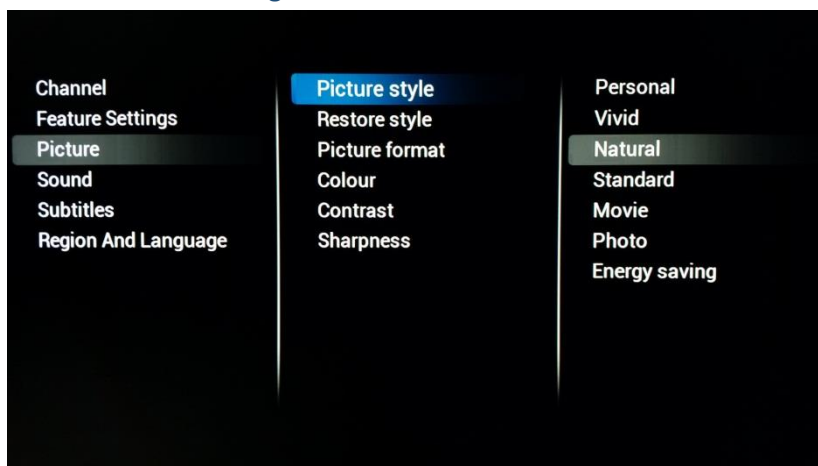 Channel
Feature Settings
Picture
Sound
Subtitles
Region And Language
Picture style
Restore style
Picture format
Colour
Contrast
Sharpness
Personal
Vivid
Natural
Standard
Movie
Photo
Energy saving